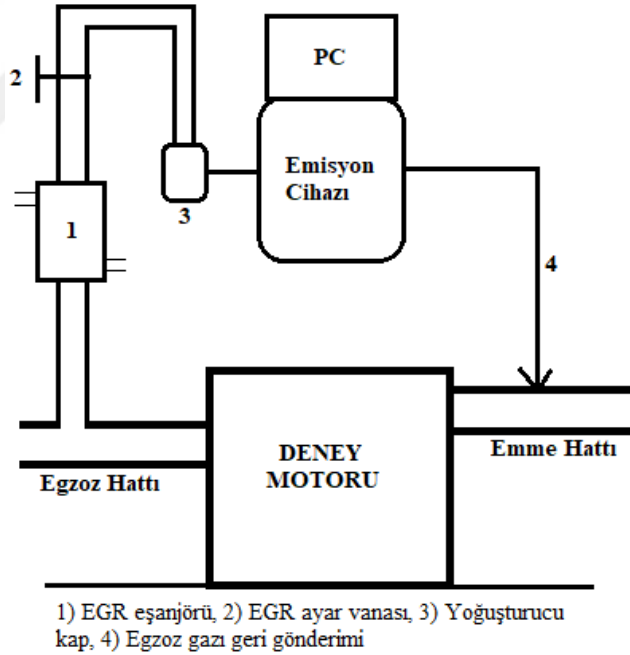 PC
2
Emisyon
Cihazı
3
1
4
DENEY
MOTORU
Emme Hattı
Egzoz Hattı
1) EGR eşanjörü, 2) EGR ayar vanası, 3) Yoğuşturucu
kap, 4) Egzoz gazı geri gönderimi